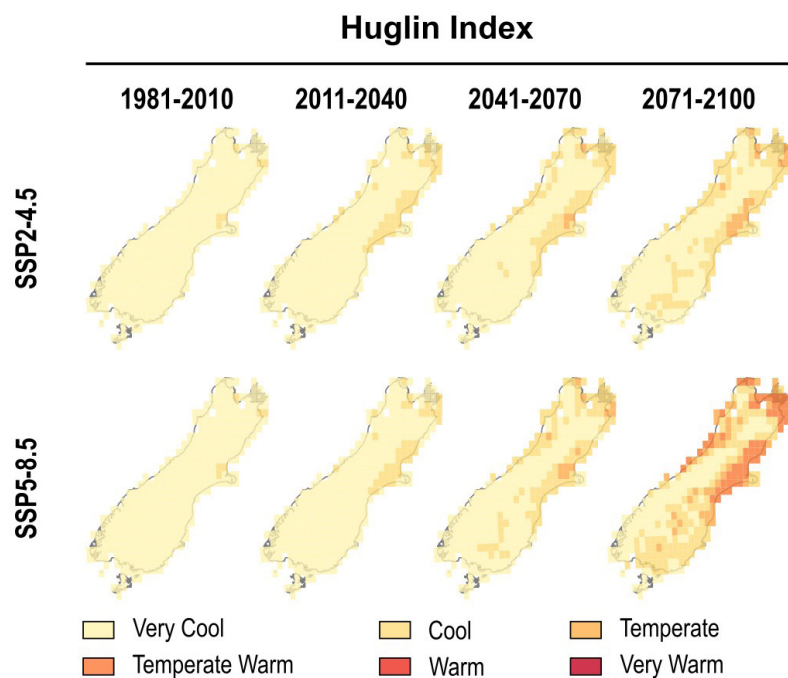 Huglin Index
1981-2010 2011-2040 2041-2070 2071-2100
SSP2-4.5
SSP5-8.5
Very Cool Cool Temperate
Temperate Warm Warm Very Warm